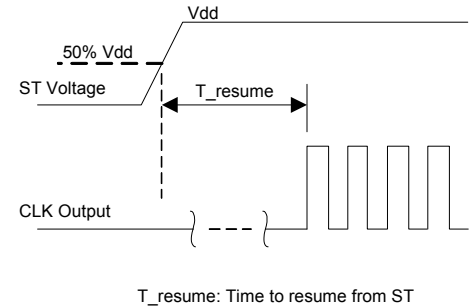 Vdd
50% Vdd
ST Voltage
T_resume
CLK Output
T_resume: Time to resume from ST